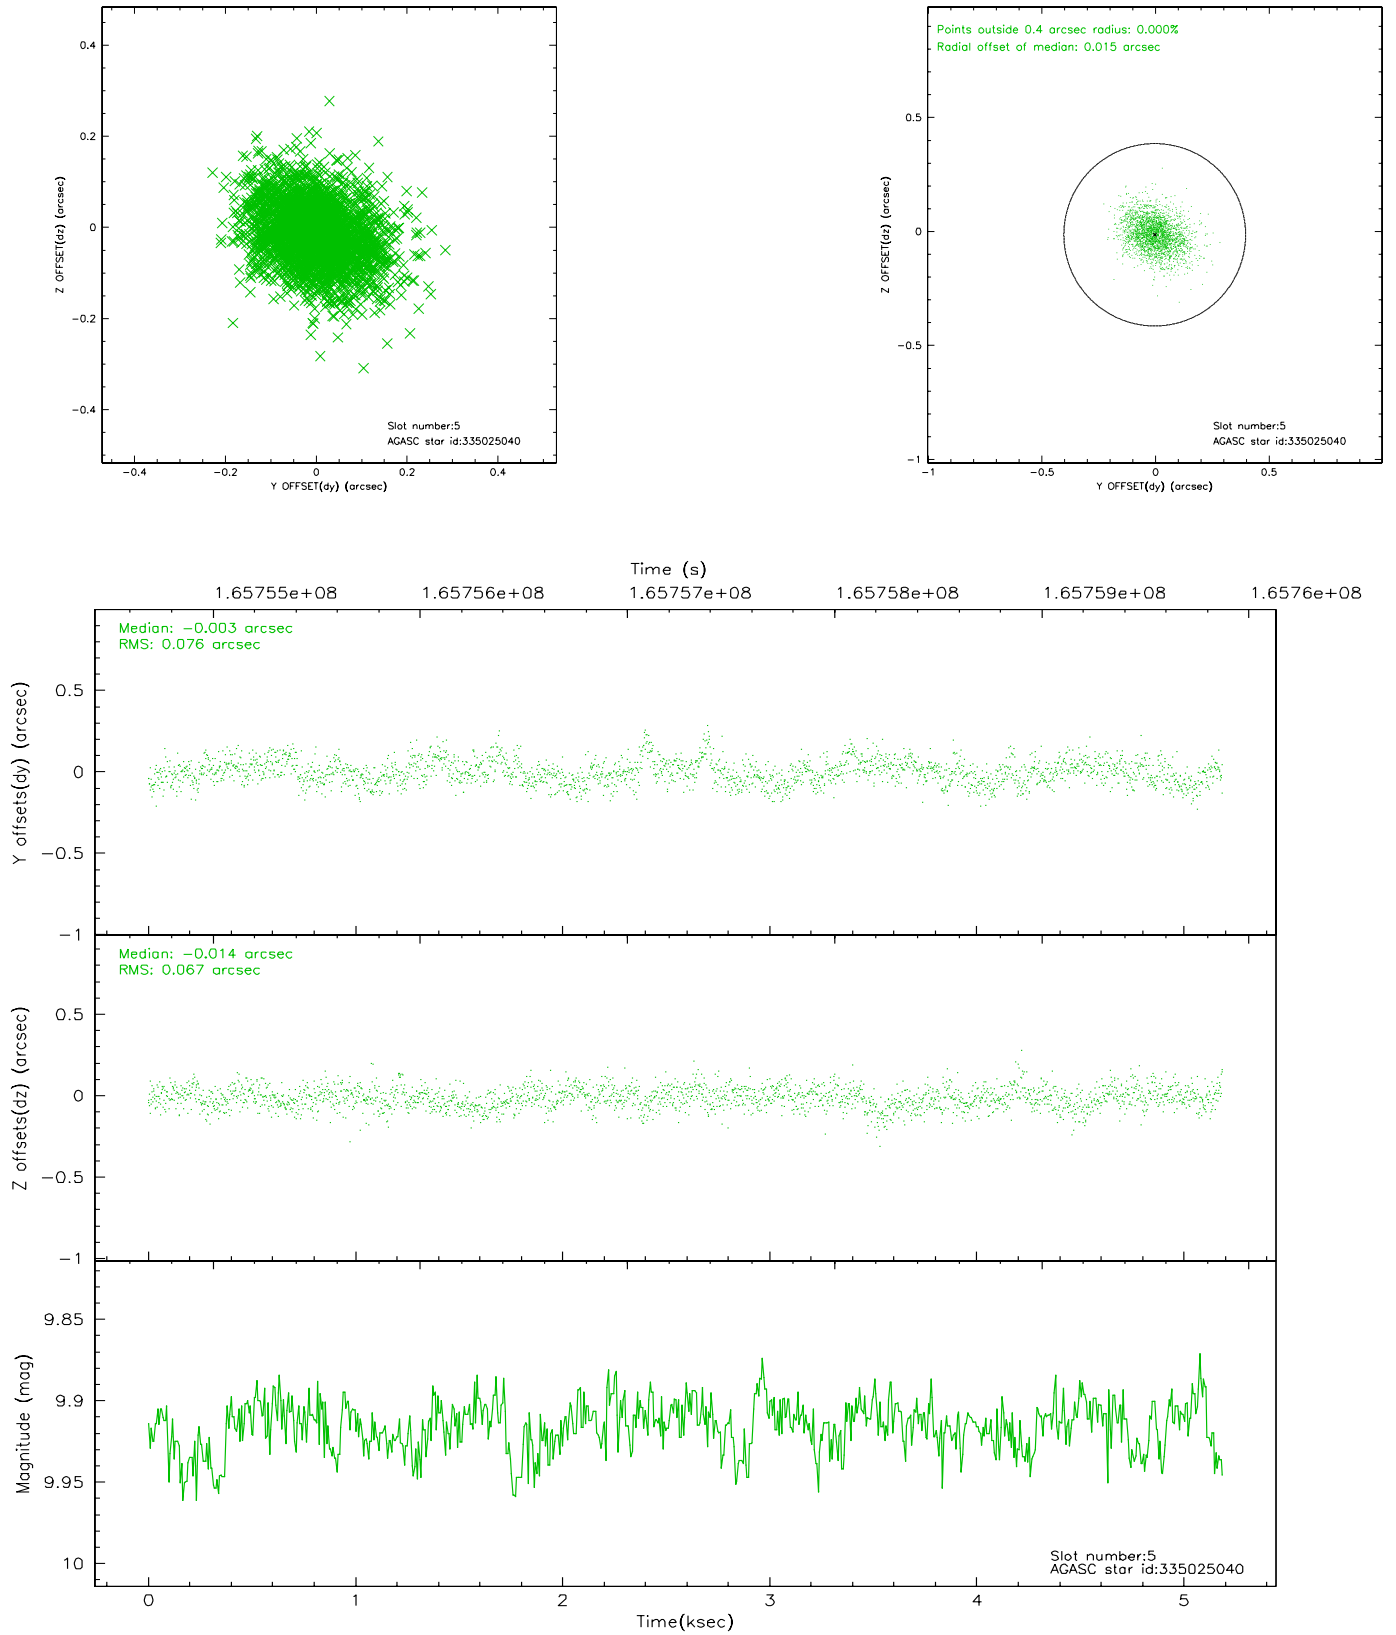 0.4
0.2
0
−0.2
−0.4
Z OFFSET(dz) (arcsec)
Slot number:5
AGASC star id:335025040
−0.4
−0.2
0
0.2
0.4
Y OFFSET(dy) (arcsec)
Points outside 0.4 arcsec radius: 0.000%
Radial offset of median: 0.015 arcsec
0.5
0
−0.5
−1
Z OFFSET(dz) (arcsec)
Slot number:5
AGASC star id:335025040
−1
−0.5
0
0.5
Y OFFSET(dy) (arcsec)
Time (s)
1.65755e+08
1.65756e+08
1.65757e+08
1.65758e+08
1.65759e+08
1.6576e+08
Median: −0.003 arcsec
RMS: 0.076 arcsec
0.5
0
−0.5
−1
Y offsets(dy) (arcsec)
Median: −0.014 arcsec
RMS: 0.067 arcsec
0.5
0
−0.5
−1
Z offsets(dz) (arcsec)
9.85
9.9
9.95
10
Magnitude (mag)
Slot number:5
AGASC star id:335025040
0
1
2
3
4
5
Time(ksec)